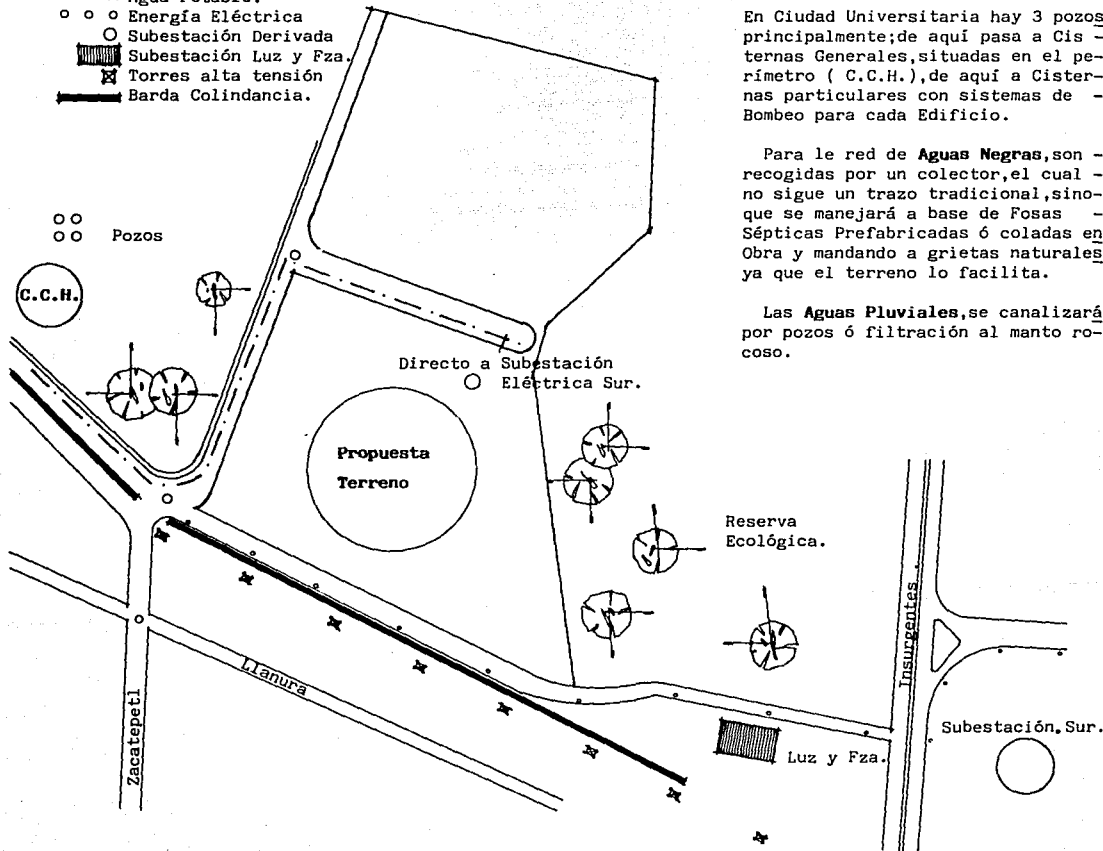 Agua Potable.
Energía Eléctrica
Subestación Derivada
Subestación Luz y Fza.
Torres alta tensión
Barda Colindancia.
En Ciudad Universitaria hay 3 pozos
principalmente;de aquí pasa a Cis -
ternas Generales,situadas en el pe-
rímetro ( C.C.H.),de aquí a Cister-
nas particulares con sistemas de -
Bombeo para cada Edificio.
Para le red de Aguas Negras,son -
recogidas por un colector,el cual -
no sigue un trazo tradicional,sino-
que se manejará a base de Fosas -
Sépticas Prefabricadas ó coladas en
Obra y mandando a grietas naturales
ya que el terreno lo facilita.
Las Aguas Pluviales,se canalizará
por pozos ó filtración al manto ro-
coso.
Pozos
C.C.H.
Directo a Subestación
Eléctrica Sur.
Propuesta
Terreno
Reserva
Ecológica.
Insurgentes
Llanura
Zacatepetl
Luz y Fza.
Subestación Sur.